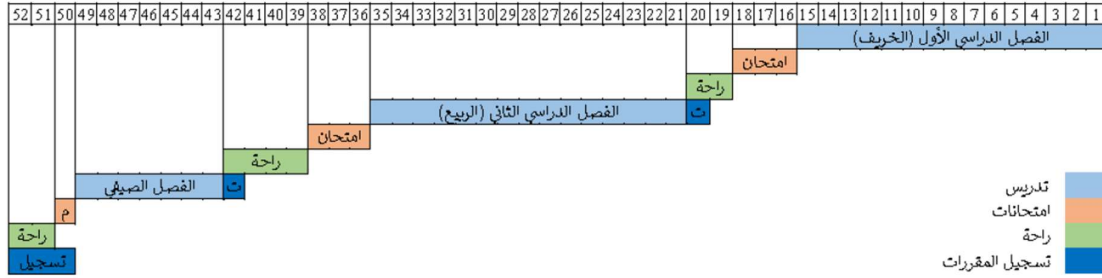 1 2 3 4 5 6 7 8 9 10 11 12 13 14 15 16 17 18 19 20 21 22 23 24 25 26 27 28 29 30 31 32 33 34 35 36 37 38 39 40 41 42 43 44 45 46 47 48 49 50 51 52
الفصل الدراسي الأول (الخريف)
امتحان
راحة
ت الفصل الدراسي الثاني (الربيع)
امتحان
راحة
ت الفصل الصيفي
تدريس
م
امتحانات
راحة
راحة
تسجيل المقررات
تسجيل